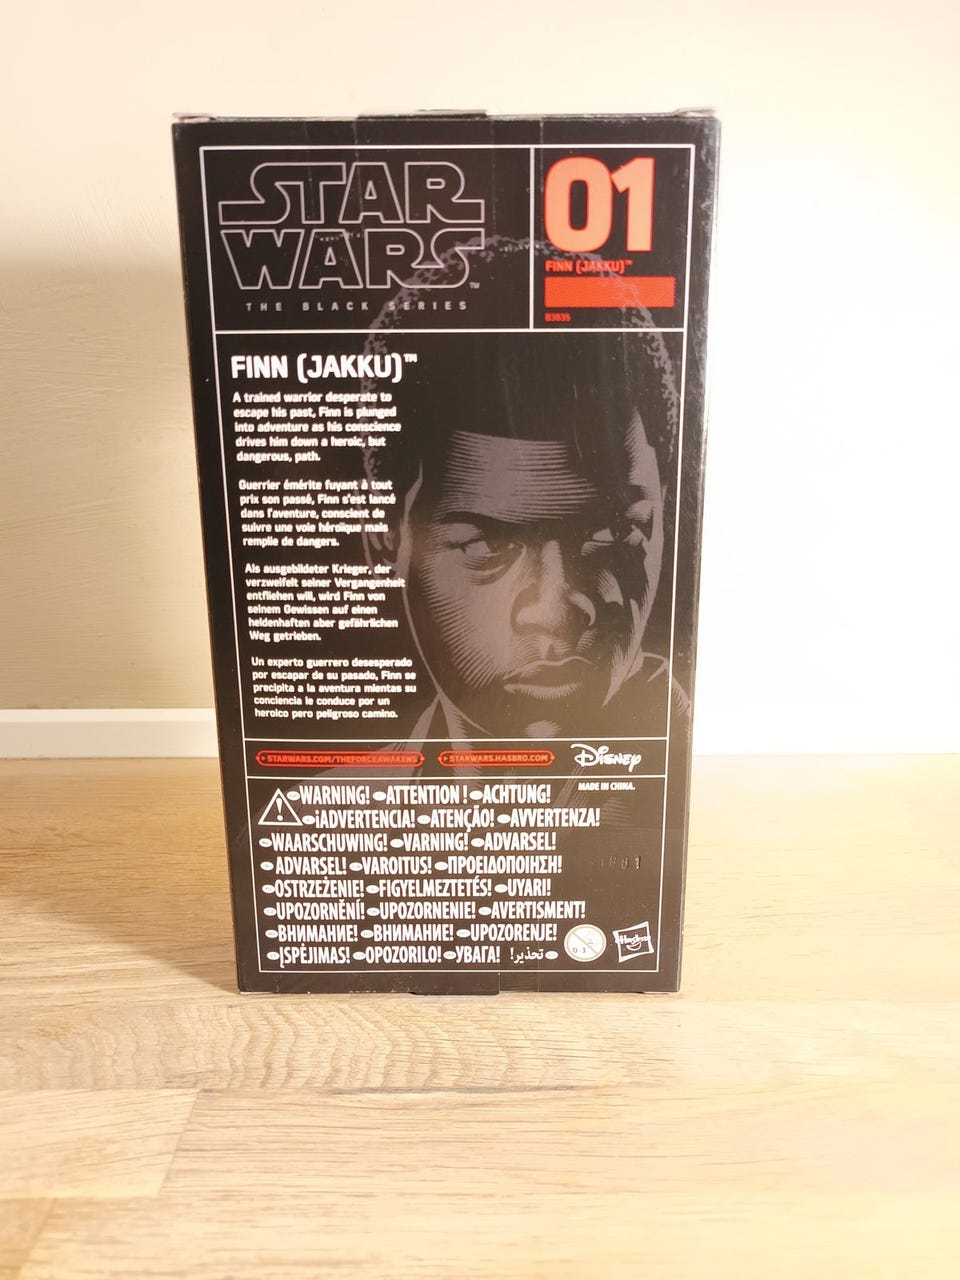 STAR
WARS™
THE BLACK SERIES
01
FINN (JAKKU)™
B3835
FINN (JAKKU)™
A trained warrior desperate to
escape his past, Finn is plunged
into adventure as his conscience
drives him down a heroic, but
dangerous, path.
Guerrier émérite fuyant à tout
prix son passé, Finn s'est lancé
dans l'aventure, conscient de
suivre une voie héroïque mais
remplie de dangers.
Als ausgebildeter Krieger, der
verzweifelt seiner Vergangenheit
entfliehen will, wird Finn von
seinem Gewissen auf einen
heldenhaften aber gefährlichen
Weg getrieben.
Un experto guerrero desesperado
por escapar de su pasado, Finn se
precipita a la aventura mientas su
conciencia le conduce por un
heroico pero peligroso camino.
STARWARS.COM/THEFORCEAWAKENS
STARWARS.HASBRO.COM
Disney
MADE IN CHINA.
WARNING! ATTENTION ! ACHTUNG!
¡ADVERTENCIA! ATENÇÃO! AVVERTENZA!
WAARSCHUWING! VARNING! ADVARSEL!
ADVARSEL! VAROITUS! ΠΡΟΕΙΔΟΠΟΙΗΣΗ!
OSTRZEŻENIE! FIGYELMEZTETÉS! UYARI!
UPOZORNĚNÍ! UPOZORNENIE! AVERTISMENT!
ВНИМАНИЕ! ВНИМАНИЕ! UPOZORENJE!
ĮSPĖJIMAS! OPOZORILO! УВАГА! تحذير!
0-3
Hasbro